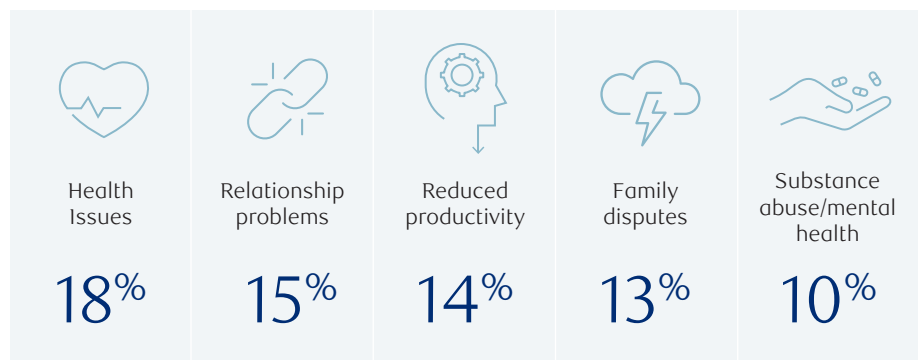 Health
Issues
18%
Relationship
problems
15%
Reduced
productivity
14%
Family
disputes
13%
Substance
abuse/mental
health
10%